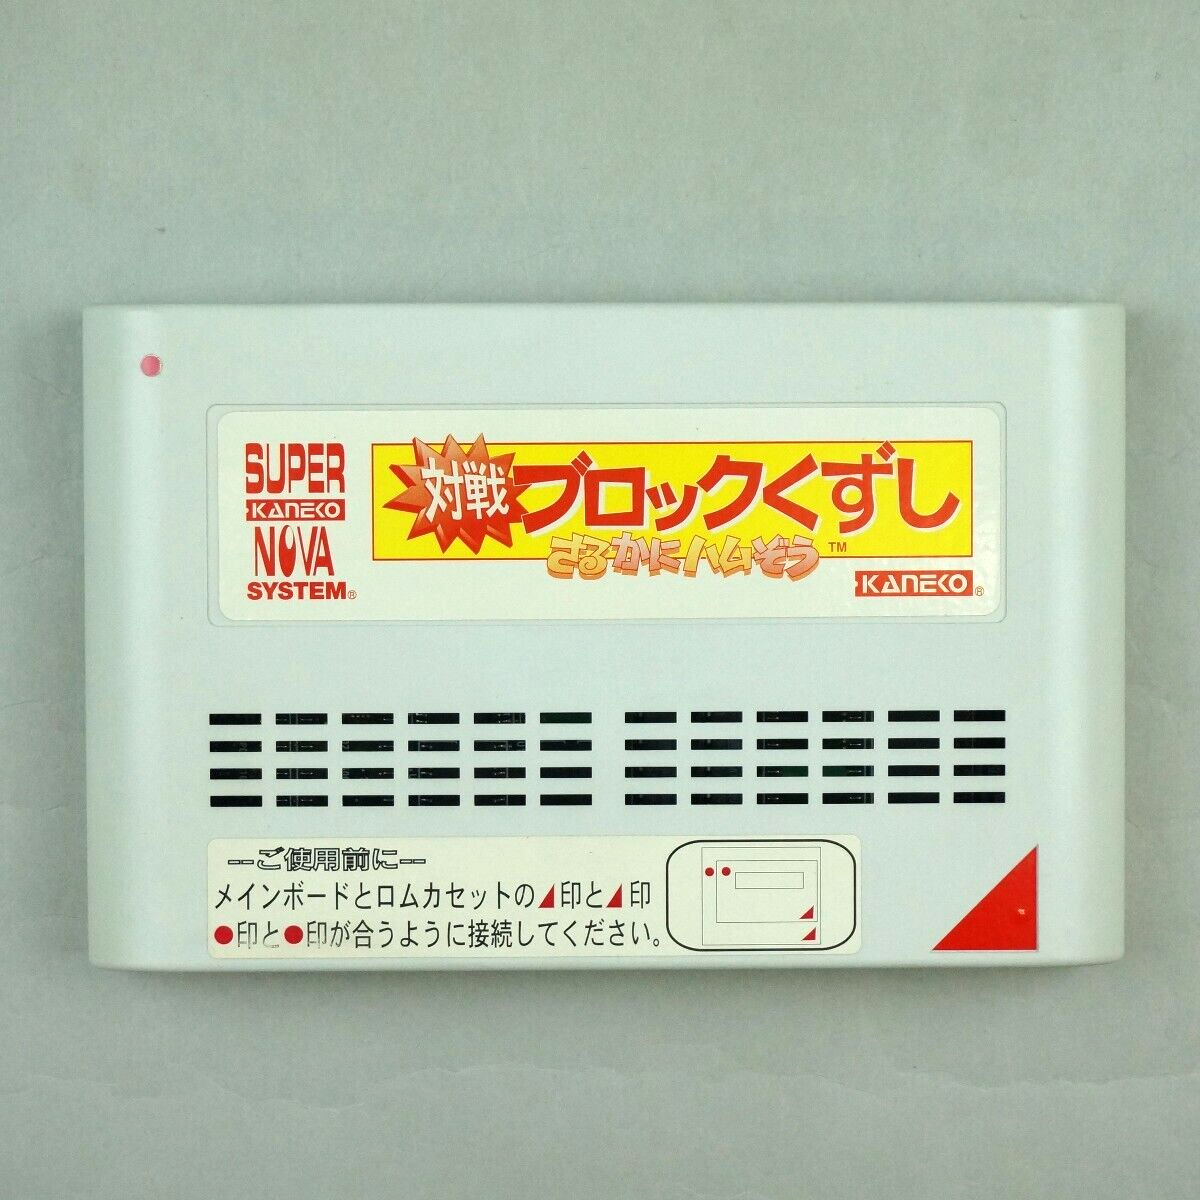 SUPER
KANEKO
NOVA
SYSTEM®
対戦ブロックくずし
さるかにハムぞう™
KANEKO®
--ご使用前に--
メインボードとロムカセットの◢印と◢印
●印と●印が合うように接続してください。